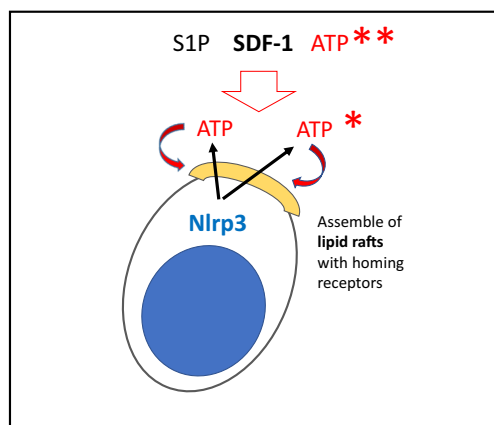 S1P SDF-1 ATP**
ATP ATP *
Nlrp3
Assemble of
lipid rafts
with homing
receptors